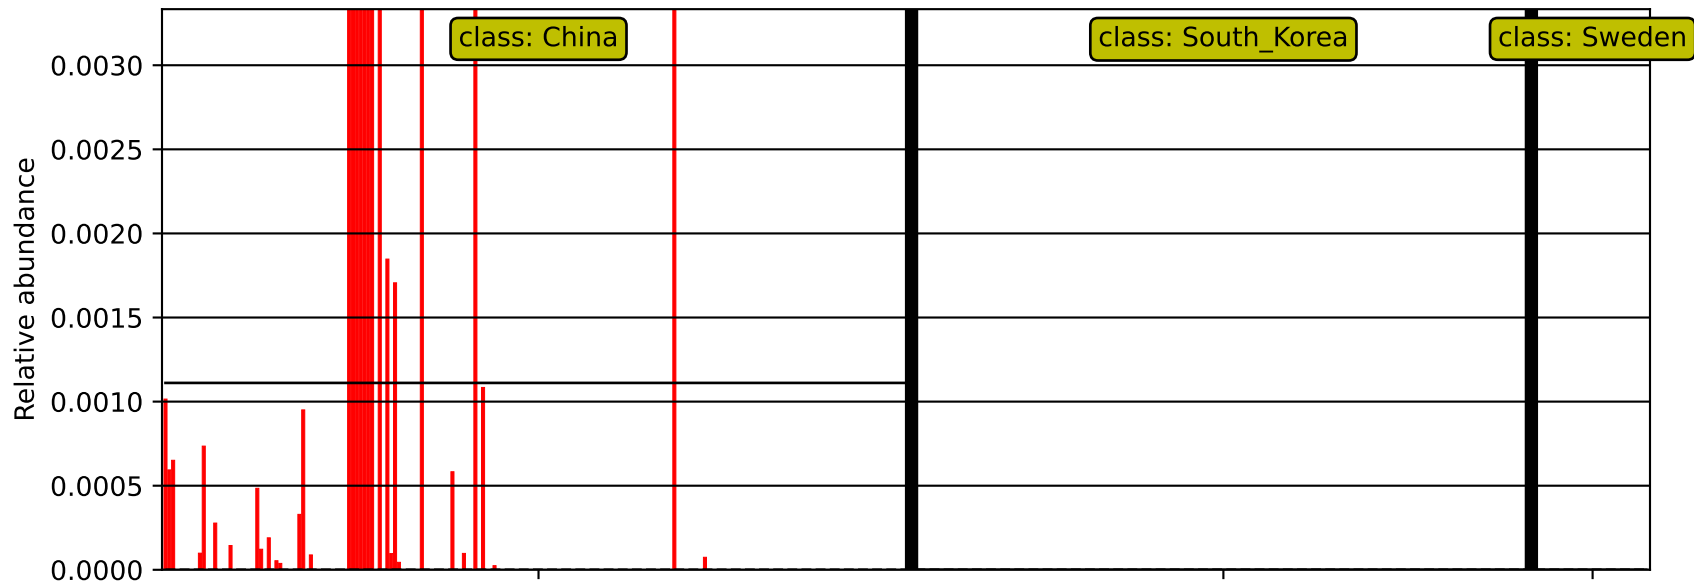 class: China
class: South_Korea
class: Sweden
0.0030
0.0025
0.0020
0.0015
0.0010
0.0005
0.0000
Relative abundance